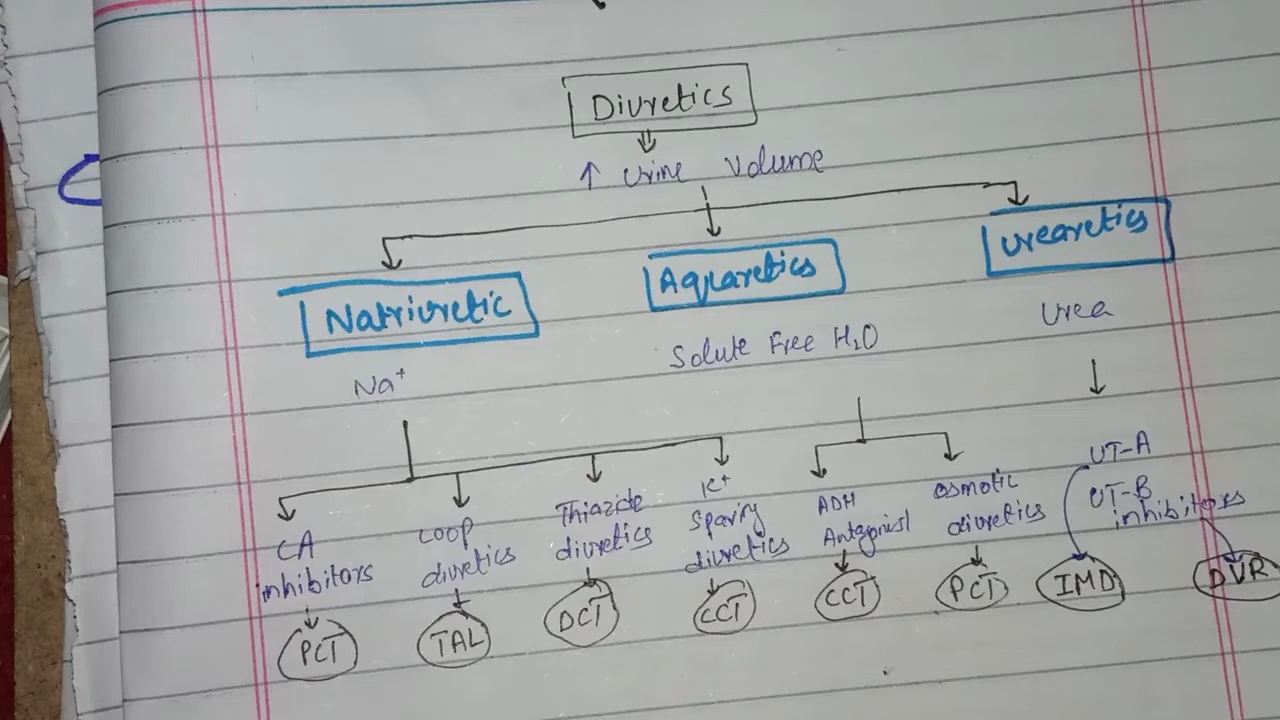 Diuretics
↑ urine volume
Natriuretic
Aquaretics
Urearetics
Na⁺
Solute Free H₂O
Urea
CA
inhibitors
PCT
Loop
diuretics
TAL
Thiazide
diuretics
DCT
K⁺
Sparing
diuretics
CCT
ADH
Antagonist
CCT
Osmotic
diuretics
PCT
UT-A
UT-B
inhibitors
IMD
DVR